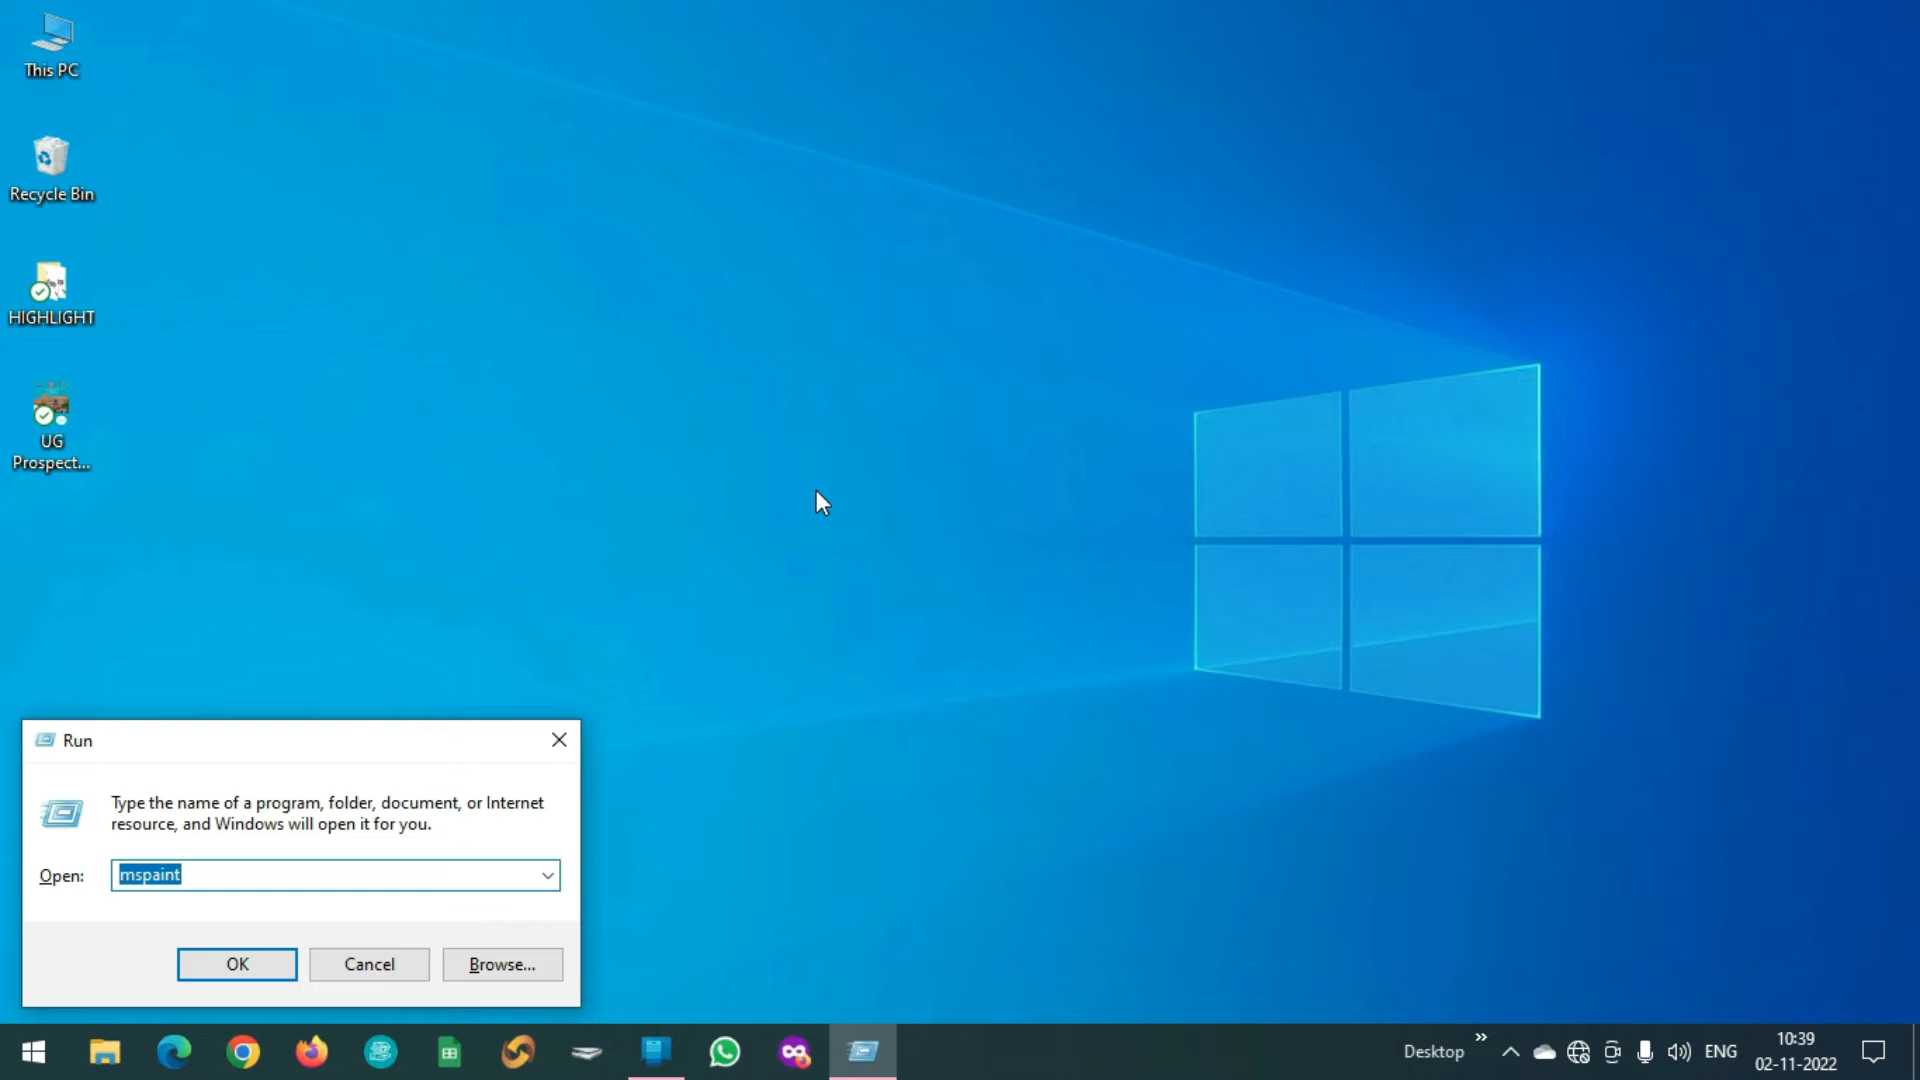 This PC
Recycle Bin
HIGHLIGHT
UG
Prospect...
Run
Type the name of a program, folder, document, or Internet
resource, and Windows will open it for you.
Open:
mspaint
OK
Cancel
Browse...
Desktop
»
ENG
10:39
02-11-2022